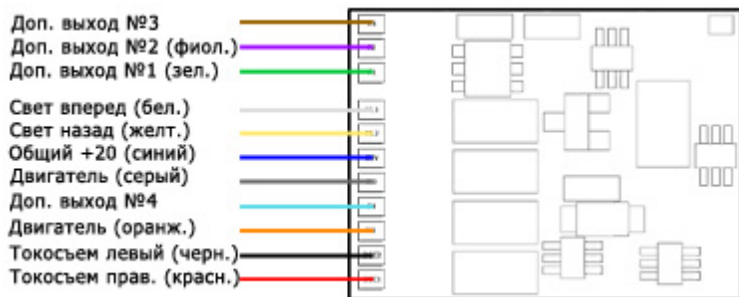 Доп. выход №3
Доп. выход №2 (фиол.)
Доп. выход №1 (зел.)
Свет вперед (бел.)
Свет назад (желт.)
Общий +20 (синий)
Двигатель (серый)
Доп. выход №4
Двигатель (оранж.)
Токосъем левый (черн.)
Токосъем прав. (красн.)